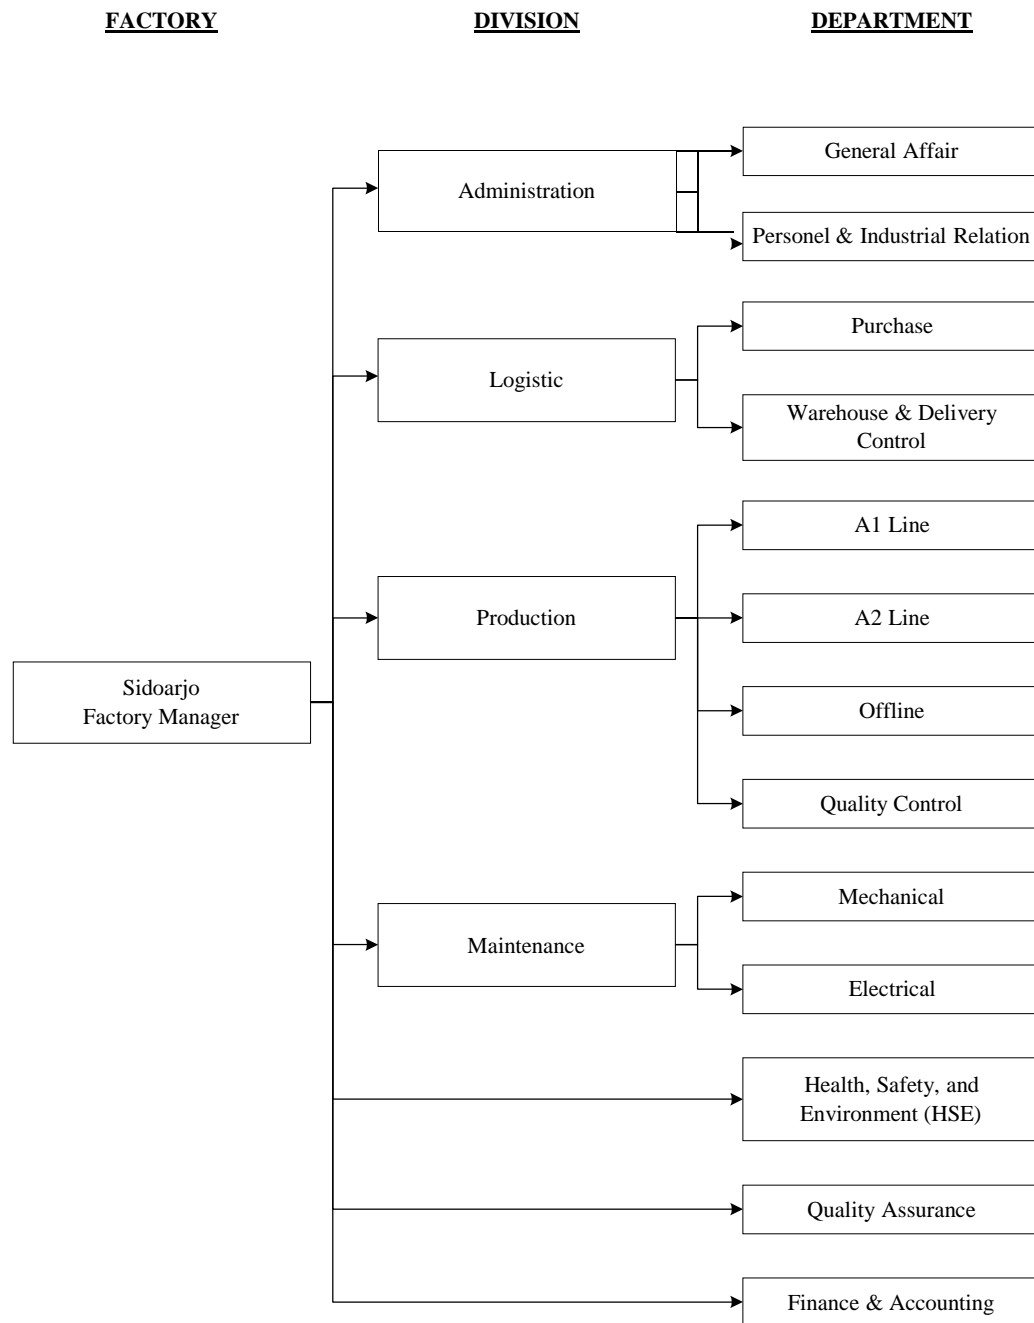 FACTORY
DIVISION
DEPARTMENT
General Affair
Administration
Personel & Industrial Relation
Purchase
Logistic
Warehouse & Delivery
Control
A1 Line
Production
A2 Line
Sidoarjo
Factory Manager
Offline
Quality Control
Mechanical
Maintenance
Electrical
Health, Safety, and
Environment (HSE)
Quality Assurance
Finance & Accounting